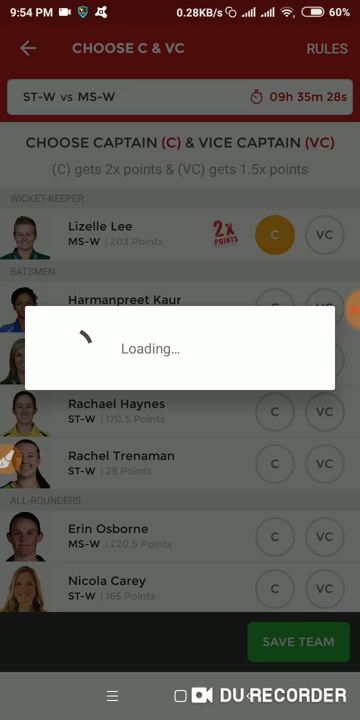 9:54 PM 0.28KB/s 60%
CHOOSE C & VC RULES
ST-W vs MS-W 09h 35m 28s
CHOOSE CAPTAIN (C) & VICE CAPTAIN (VC)
(C) gets 2x points & (VC) gets 1.5x points
WICKET-KEEPER
Lizelle Lee
MS-W | 203 Points
2X
POINTS
C VC
BATSMEN
Harmanpreet Kaur
Loading...
Rachael Haynes
ST-W | 170.5 Points
C VC
Rachel Trenaman
ST-W | 29 Points
C VC
ALL-ROUNDERS
Erin Osborne
MS-W | 220.5 Points
C VC
Nicola Carey
ST-W | 165 Points
C VC
SAVE TEAM
DU RECORDER